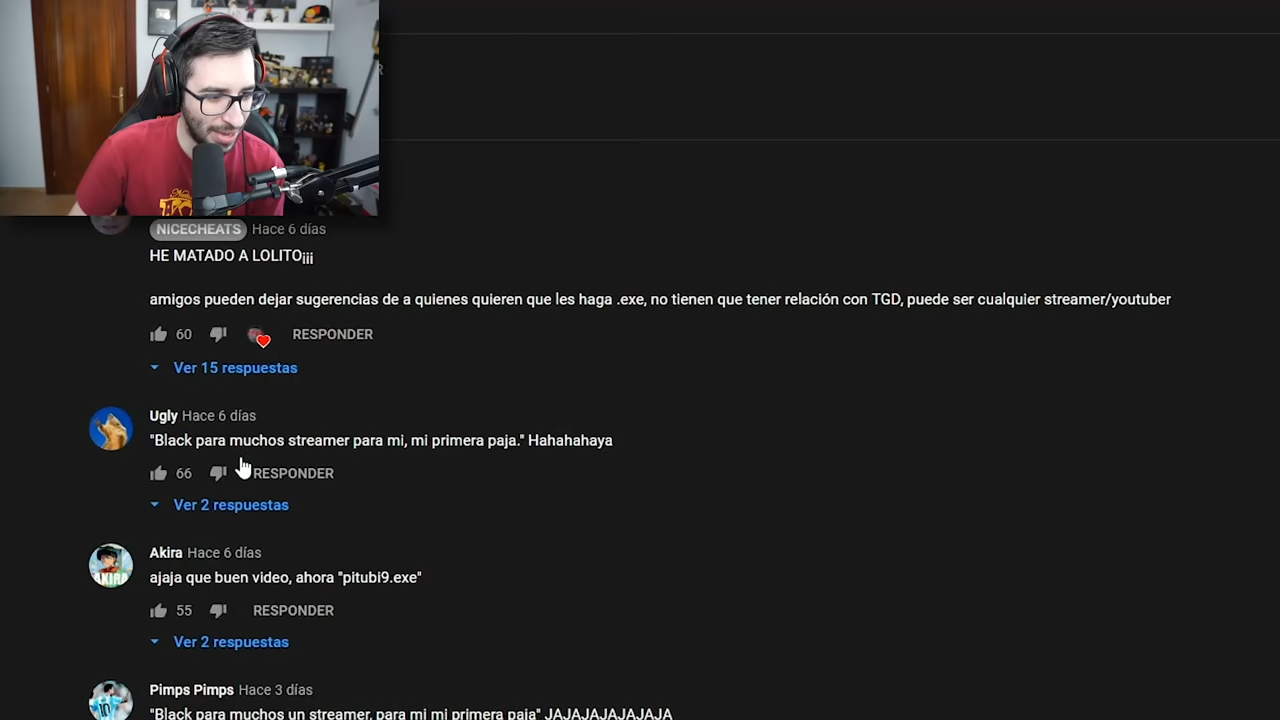 NICECHEATS Hace 6 días
HE MATADO A LOLITO¡¡¡
amigos pueden dejar sugerencias de a quienes quieren que les haga .exe, no tienen que tener relación con TGD, puede ser cualquier streamer/youtuber
60 RESPONDER
Ver 15 respuestas
Ugly Hace 6 días
"Black para muchos streamer para mi, mi primera paja." Hahahahaya
66 RESPONDER
Ver 2 respuestas
Akira Hace 6 días
ajaja que buen video, ahora "pitubi9.exe"
55 RESPONDER
Ver 2 respuestas
Pimps Pimps Hace 3 días
"Black para muchos un streamer, para mi mi primera paja" JAJAJAJAJAJAJA
10